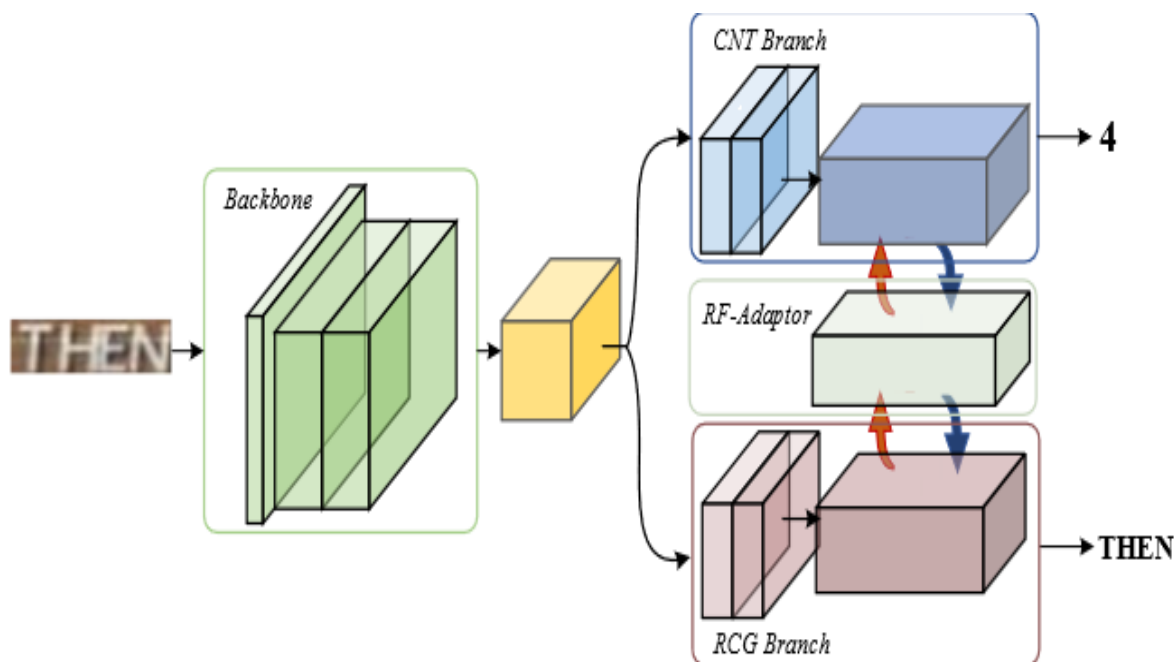 CNT Branch
4
Backbone
THEN
RF-Adaptor
THEN
RCG Branch